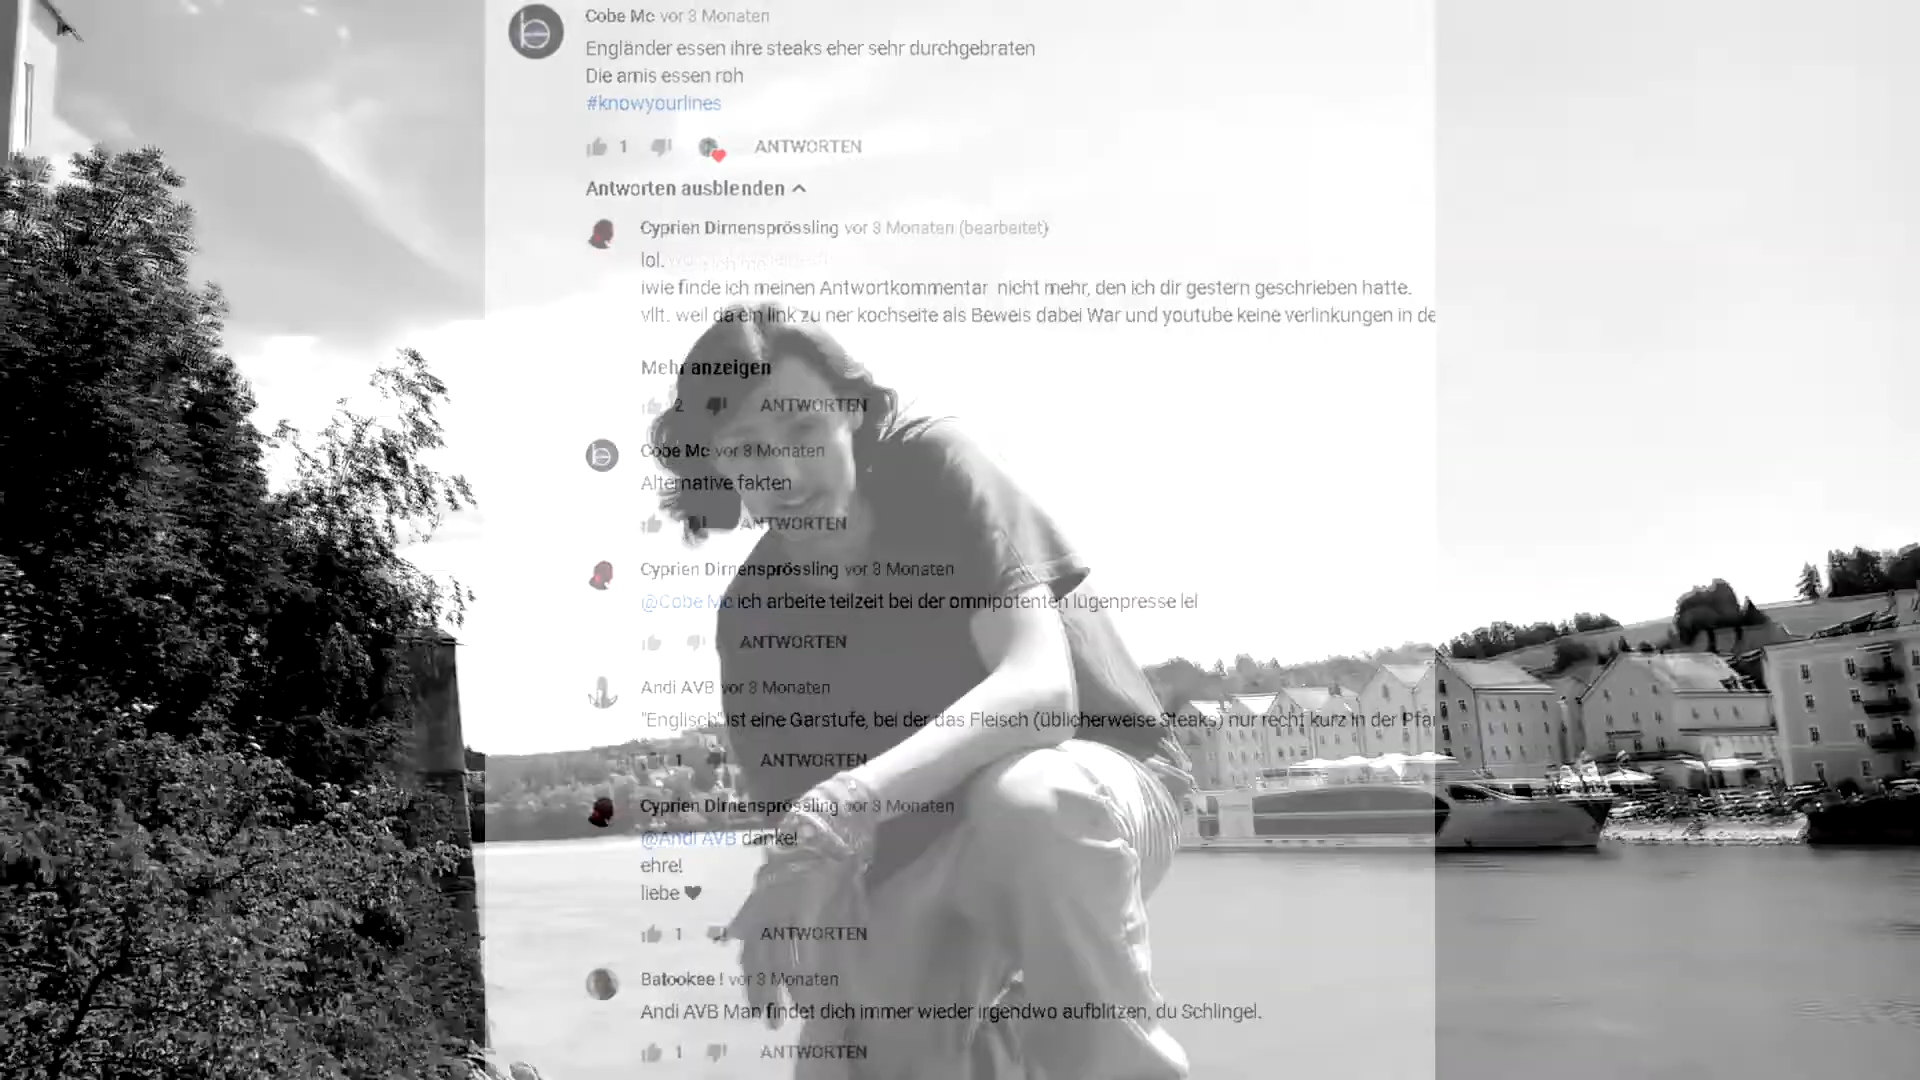 Cobe Mc vor 3 Monaten
Engländer essen ihre steaks eher sehr durchgebraten
Die amis essen roh
#knowyourlines
1 ANTWORTEN
Antworten ausblenden
Cyprien Dirnensprössling vor 3 Monaten (bearbeitet)
lol.
iwie finde ich meinen Antwortkommentar nicht mehr, den ich dir gestern geschrieben hatte.
vllt. weil da ein link zu ner kochseite als Beweis dabei War und youtube keine verlinkungen in de
Mehr anzeigen
2 ANTWORTEN
Cobe Mc vor 3 Monaten
Alternative fakten
ANTWORTEN
Cyprien Dirnensprössling vor 3 Monaten
@Cobe Mc ich arbeite teilzeit bei der omnipotenten lügenpresse lel
ANTWORTEN
Andi AVB vor 3 Monaten
"Englisch" ist eine Garstufe, bei der das Fleisch (üblicherweise Steaks) nur recht kurz in der Pfa
1 ANTWORTEN
Cyprien Dirnensprössling vor 3 Monaten
@Andi AVB danke!
ehre!
liebe ♥
1 ANTWORTEN
Batookee ! vor 3 Monaten
Andi AVB Man findet dich immer wieder irgendwo aufblitzen, du Schlingel.
1 ANTWORTEN